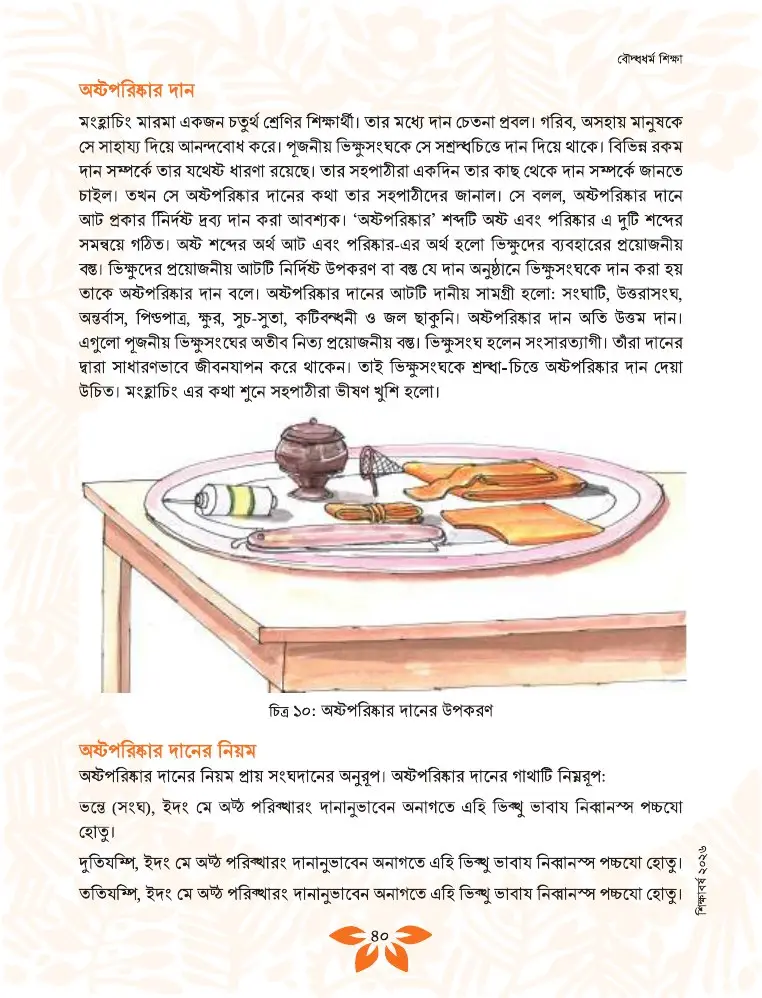 বৌদ্ধধর্ম শিক্ষা
অষ্টপরিষ্কার দান
মংহ্লাচিং মারমা একজন চতুর্থ শ্রেণির শিক্ষার্থী। তার মধ্যে দান চেতনা প্রবল। গরিব, অসহায় মানুষকে
সে সাহায্য দিয়ে আনন্দবোধ করে। পূজনীয় ভিক্ষুসংঘকে সে সশ্রদ্ধচিত্তে দান দিয়ে থাকে। বিভিন্ন রকম
দান সম্পর্কে তার যথেষ্ট ধারণা রয়েছে। তার সহপাঠীরা একদিন তার কাছ থেকে দান সম্পর্কে জানতে
চাইল। তখন সে অষ্টপরিষ্কার দানের কথা তার সহপাঠীদের জানাল। সে বলল, অষ্টপরিষ্কার দানে
আট প্রকার নির্দিষ্ট দ্রব্য দান করা আবশ্যক। ‘অষ্টপরিষ্কার’ শব্দটি অষ্ট এবং পরিষ্কার এ দুটি শব্দের
সমন্বয়ে গঠিত। অষ্ট শব্দের অর্থ আট এবং পরিষ্কার-এর অর্থ হলো ভিক্ষুদের ব্যবহারের প্রয়োজনীয়
বস্তু। ভিক্ষুদের প্রয়োজনীয় আটটি নির্দিষ্ট উপকরণ বা বস্তু যে দান অনুষ্ঠানে ভিক্ষুসংঘকে দান করা হয়
তাকে অষ্টপরিষ্কার দান বলে। অষ্টপরিষ্কার দানের আটটি দানীয় সামগ্রী হলো: সংঘাটি, উত্তরাসংঘ,
অন্তর্বাস, পিণ্ডপাত্র, ক্ষুর, সুচ-সুতা, কটিবন্ধনী ও জল ছাকুনি। অষ্টপরিষ্কার দান অতি উত্তম দান।
এগুলো পূজনীয় ভিক্ষুসংঘের অতীব নিত্য প্রয়োজনীয় বস্তু। ভিক্ষুসংঘ হলেন সংসারত্যাগী। তাঁরা দানের
দ্বারা সাধারণভাবে জীবনযাপন করে থাকেন। তাই ভিক্ষুসংঘকে শ্রদ্ধা-চিত্তে অষ্টপরিষ্কার দান দেয়া
উচিত। মংহ্লাচিং এর কথা শুনে সহপাঠীরা ভীষণ খুশি হলো।
চিত্র ১০: অষ্টপরিষ্কার দানের উপকরণ
অষ্টপরিষ্কার দানের নিয়ম
অষ্টপরিষ্কার দানের নিয়ম প্রায় সংঘদানের অনুরূপ। অষ্টপরিষ্কার দানের গাথাটি নিম্নরূপ:
ভন্তে (সংঘ), ইদং মে অট্ঠ পরিক্খারং দানানুভাবেন অনাগতে এহি ভিক্খু ভাবায নিব্বানস্স পচ্চযো
হোতু।
দুতিযম্পি, ইদং মে অট্ঠ পরিক্খারং দানানুভাবেন অনাগতে এহি ভিক্খু ভাবায নিব্বানস্স পচ্চযো হোতু।
ততিযম্পি, ইদং মে অট্ঠ পরিক্খারং দানানুভাবেন অনাগতে এহি ভিক্খু ভাবায নিব্বানস্স পচ্চযো হোতু।
শিক্ষাবর্ষ ২০২৬
৪০